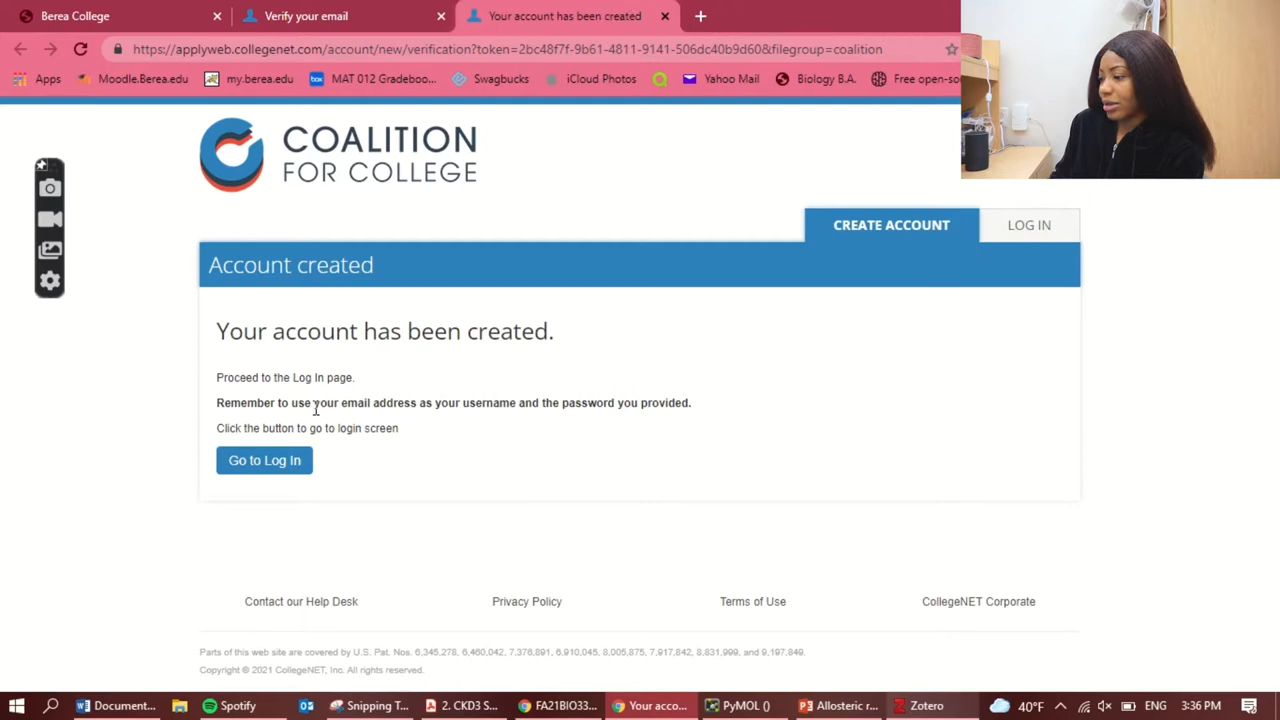 Berea College
Verify your email
Your account has been created
https://applyweb.collegenet.com/account/new/verification?token=2bc48f7f-9b61-4811-9141-506dc40b9d60&filegroup=coalition
Apps
Moodle.Berea.edu
my.berea.edu
box
MAT 012 Gradeboo...
Swagbucks
iCloud Photos
Yahoo Mail
Biology B.A.
Free open-so
COALITION
FOR COLLEGE
CREATE ACCOUNT
LOG IN
Account created
Your account has been created.
Proceed to the Log In page.
Remember to use your email address as your username and the password you provided.
Click the button to go to login screen
Go to Log In
Contact our Help Desk
Privacy Policy
Terms of Use
CollegeNET Corporate
Parts of this web site are covered by U.S. Pat. Nos. 6,345,278, 6,460,042, 7,376,891, 6,910,045, 8,005,875, 7,917,842, 8,831,999, and 9,197,849.
Copyright © 2021 CollegeNET, Inc. All rights reserved.
Document...
Spotify
Snipping T...
2. CKD3 S...
FA21BIO33...
Your acco...
PyMOL ()
Allosteric r...
Zotero
40°F
ENG
3:36 PM